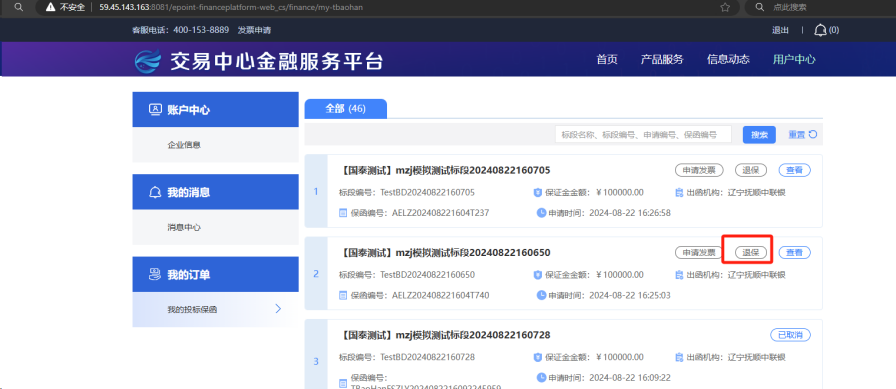 不安全 59.45.143.163:8081/epoint-financeplatform-web_cs/finance/my-tbaohan 点此搜索
客服电话：400-153-8889 发票申请 退出 (0)
交易中心金融服务平台 首页 产品服务 信息动态 用户中心
账户中心
企业信息
我的消息
消息中心
我的订单
我的投标保函
全部 (46)
标段名称、标段编号、申请编号、保函编号 搜索 重置
1
【国泰测试】mzj模拟测试标段20240822160705 申请发票 退保 查看
标段编号：TestBD20240822160705 保证金金额：￥100000.00 出函机构：辽宁抚顺中联银
保函编号：AELZ202408221604T237 申请时间：2024-08-22 16:26:58
2
【国泰测试】mzj模拟测试标段20240822160650 申请发票 退保 查看
标段编号：TestBD20240822160650 保证金金额：￥100000.00 出函机构：辽宁抚顺中联银
保函编号：AELZ202408221604T740 申请时间：2024-08-22 16:25:03
3
【国泰测试】mzj模拟测试标段20240822160728 已取消
标段编号：TestBD20240822160728 保证金金额：￥100000.00 出函机构：辽宁抚顺中联银
保函编号： 申请时间：2024-08-22 16:09:22